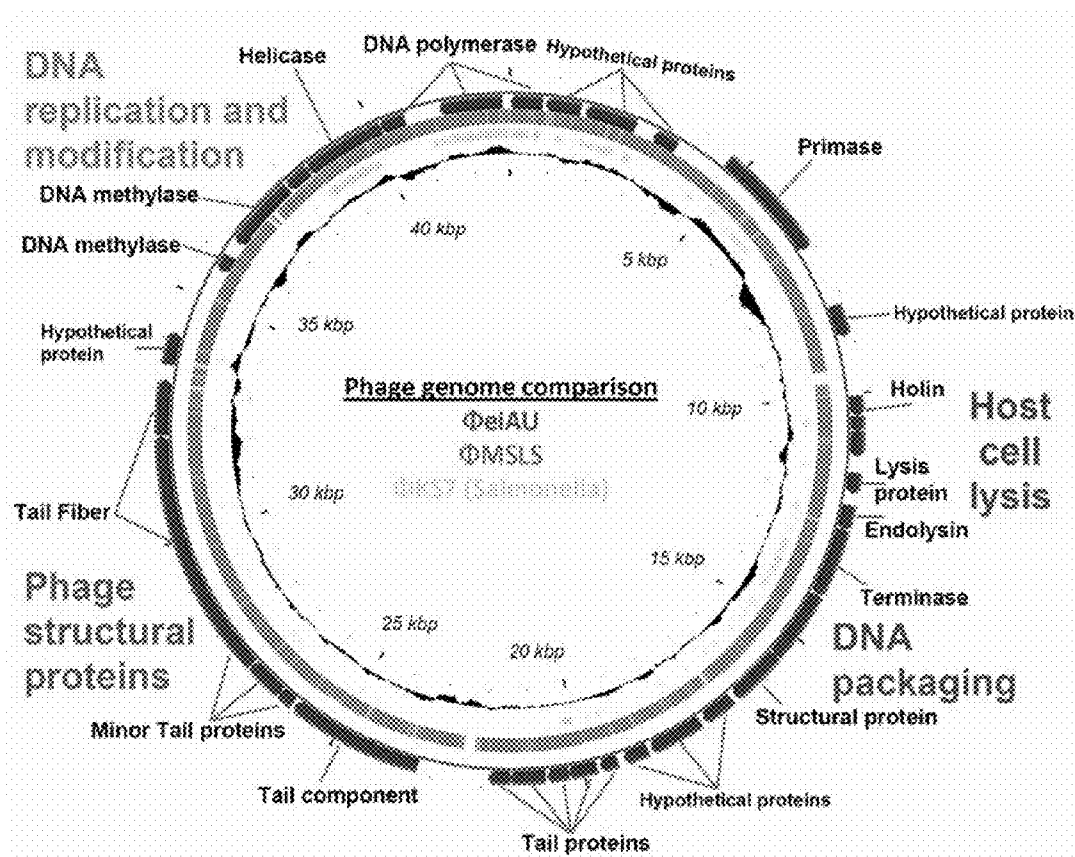 DNA
replication and
modification
Helicase
DNA polymerase
Hypothetical proteins
Primase
DNA methylase
DNA methylase
Hypothetical
protein
Hypothetical protein
Holin
Host
cell
lysis
Lysis
protein
Endolysin
Terminase
DNA
packaging
Structural protein
Hypothetical proteins
Tail proteins
Tail component
Minor Tail proteins
Phage
structural
proteins
Tail Fiber
40 kbp
5 kbp
35 kbp
10 kbp
30 kbp
15 kbp
25 kbp
20 kbp
Phage genome comparison
ΦeiAU
ΦMSLS
ΦKS7 (Salmonella)